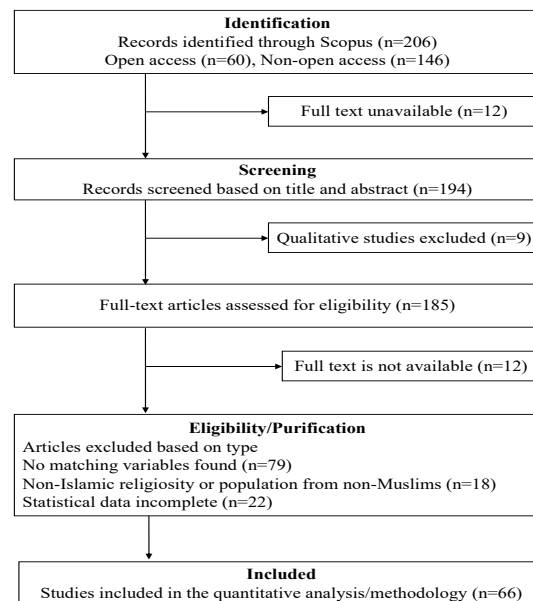 Identification
Records identified through Scopus (n=206)
Open access (n=60), Non-open access (n=146)
Full text unavailable (n=12)
Screening
Records screened based on title and abstract (n=194)
Qualitative studies excluded (n=9)
Full-text articles assessed for eligibility (n=185)
Full text is not available (n=12)
Eligibility/Purification
Articles excluded based on type
No matching variables found (n=79)
Non-Islamic religiosity or population from non-Muslims (n=18)
Statistical data incomplete (n=22)
Included
Studies included in the quantitative analysis/methodology (n=66)